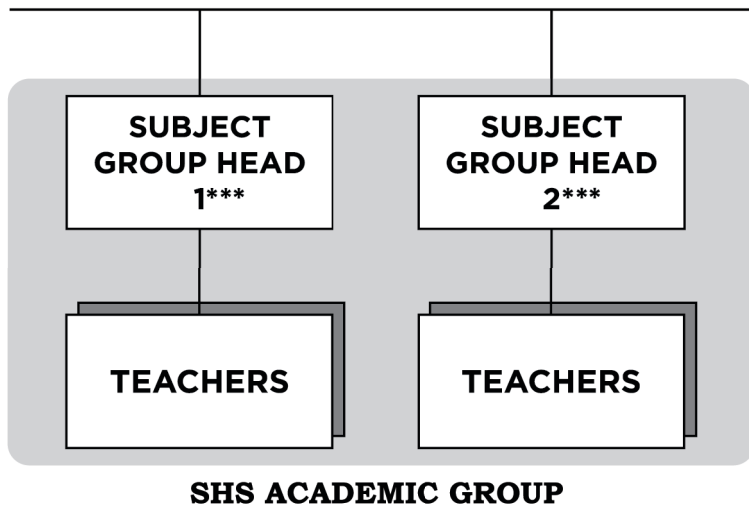 SUBJECT
GROUP HEAD
1***
SUBJECT
GROUP HEAD
2***
TEACHERS
TEACHERS
SHS ACADEMIC GROUP